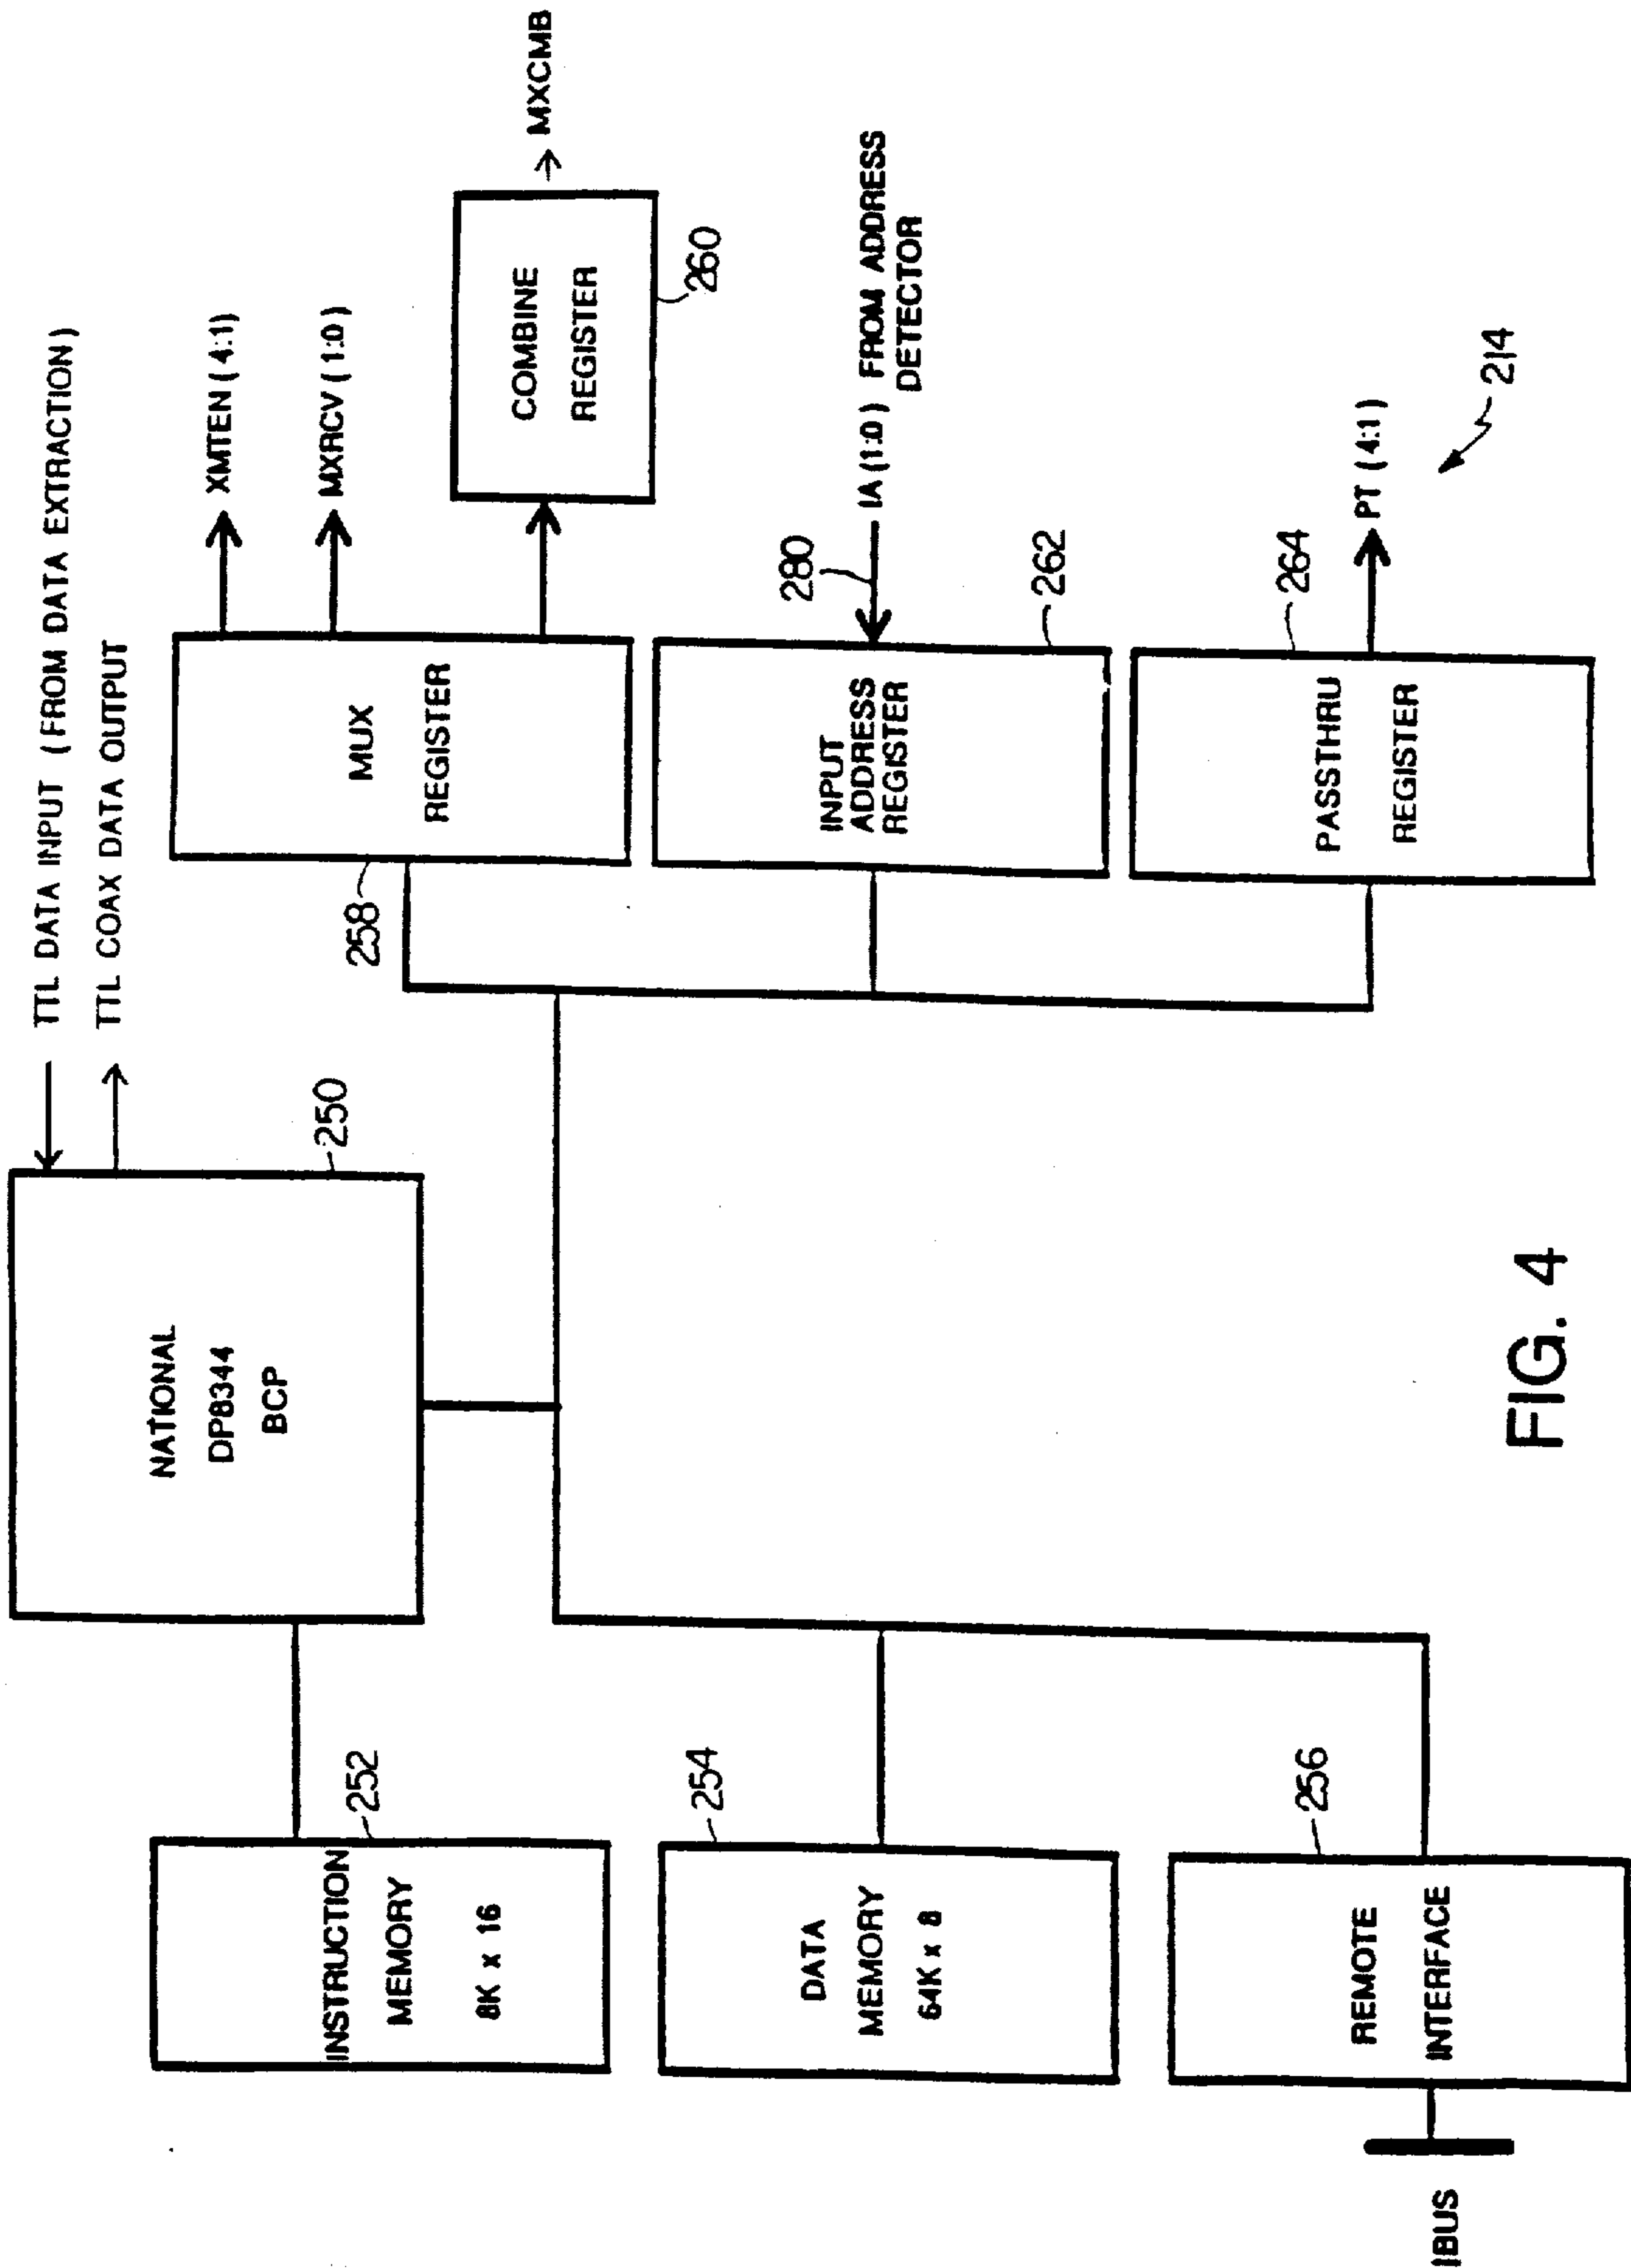 TTL DATA INPUT (FROM DATA EXTRACTION)
TTL COAX DATA OUTPUT
NATIONAL
DP8344
BCP
250
INSTRUCTION
MEMORY
8K x 16
252
MUX
REGISTER
258
XMTEN (4:1)
MXRCV (1:0)
COMBINE
REGISTER
260
MXCMB
DATA
MEMORY
64K x 8
254
INPUT
ADDRESS
REGISTER
262
280
IA (1:0) FROM ADDRESS
DETECTOR
IBUS
REMOTE
INTERFACE
256
PASSTHRU
REGISTER
264
PT (4:1)
214
FIG. 4